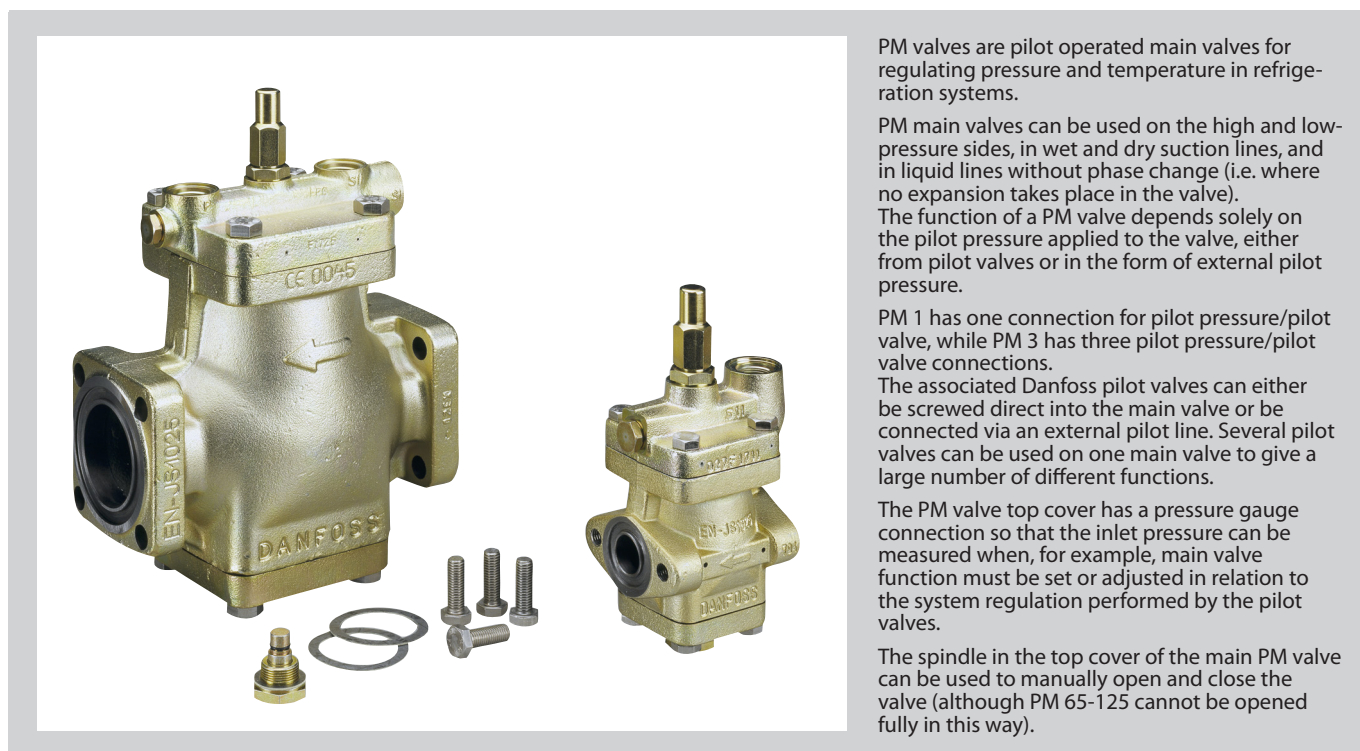 PM valves are pilot operated main valves for
regulating pressure and temperature in refrige-
ration systems.
PM main valves can be used on the high and low-
pressure sides, in wet and dry suction lines, and
in liquid lines without phase change (i.e. where
no expansion takes place in the valve).
The function of a PM valve depends solely on
the pilot pressure applied to the valve, either
from pilot valves or in the form of external pilot
pressure.
PM 1 has one connection for pilot pressure/pilot
valve, while PM 3 has three pilot pressure/pilot
valve connections.
The associated Danfoss pilot valves can either
be screwed direct into the main valve or be
connected via an external pilot line. Several pilot
valves can be used on one main valve to give a
large number of different functions.
The PM valve top cover has a pressure gauge
connection so that the inlet pressure can be
measured when, for example, main valve
function must be set or adjusted in relation to
the system regulation performed by the pilot
valves.
The spindle in the top cover of the main PM valve
can be used to manually open and close the
valve (although PM 65-125 cannot be opened
fully in this way).
CE 0045
EN-JS1025
DANFOSS
DANFOSS